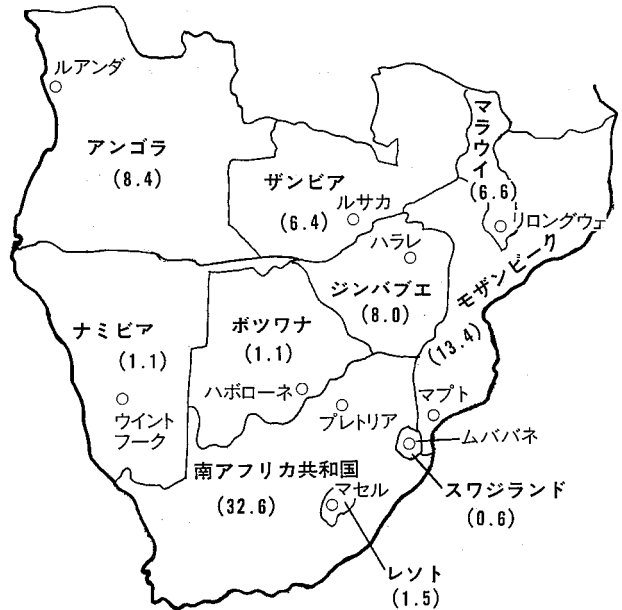 ルアンダ
アンゴラ
(8.4)
ザンビア
(6.4)
ルサカ
マラウイ
(6.6)
リロングウェ
ハラレ
ジンバブエ
(8.0)
モザンビーク
(13.4)
ナミビア
(1.1)
ウイント
フーク
ボツワナ
(1.1)
ハボローネ
プレトリア
マプト
ムババネ
スワジランド
(0.6)
南アフリカ共和国
(32.6)
マセル
レソト
(1.5)